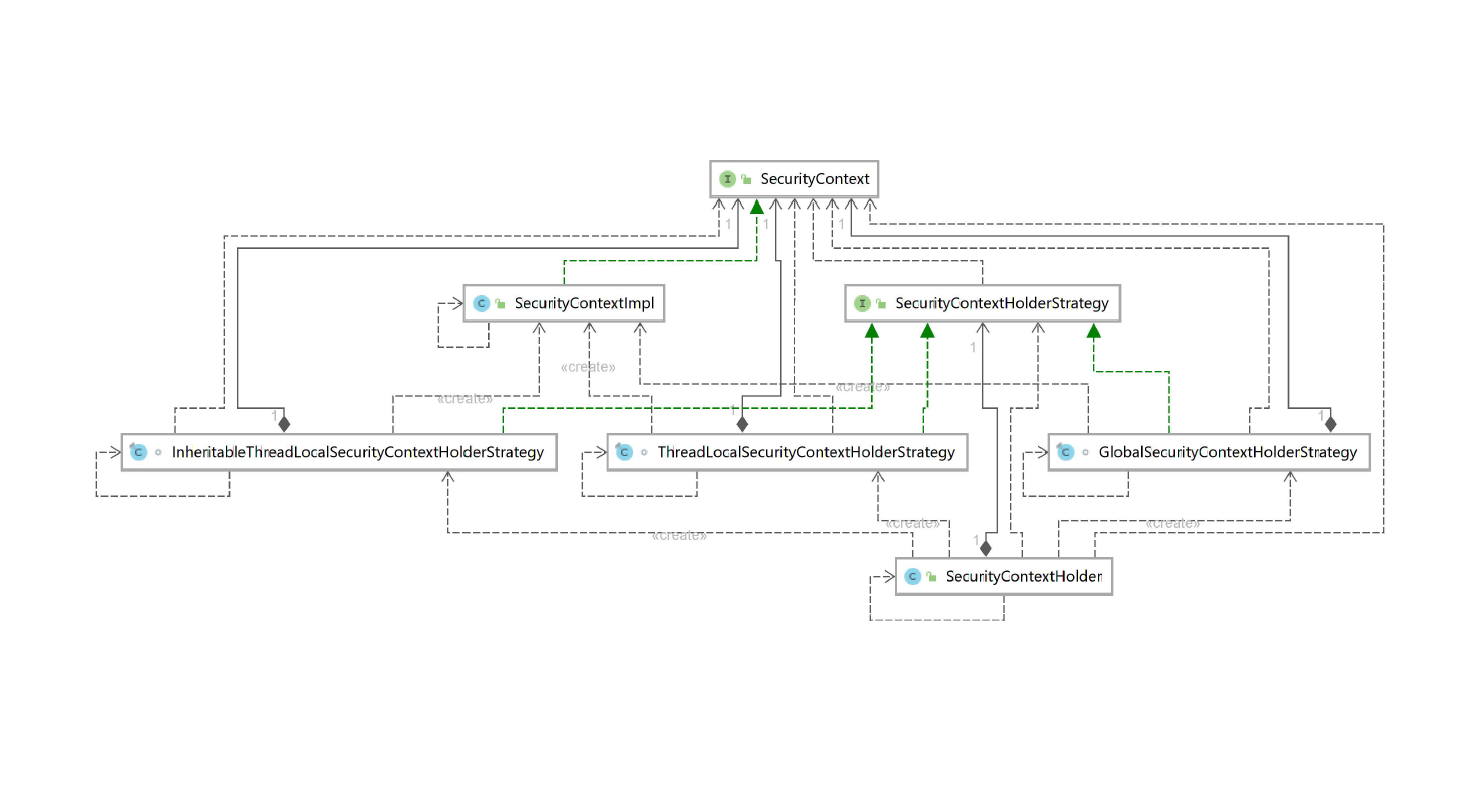 I SecurityContext
1 1 1
C SecurityContextImpl
I SecurityContextHolderStrategy
1
«create»
«create»
«create»
1 1 1
C InheritableThreadLocalSecurityContextHolderStrategy
C ThreadLocalSecurityContextHolderStrategy
C GlobalSecurityContextHolderStrategy
«create» «create»
«create»
1
C SecurityContextHolder